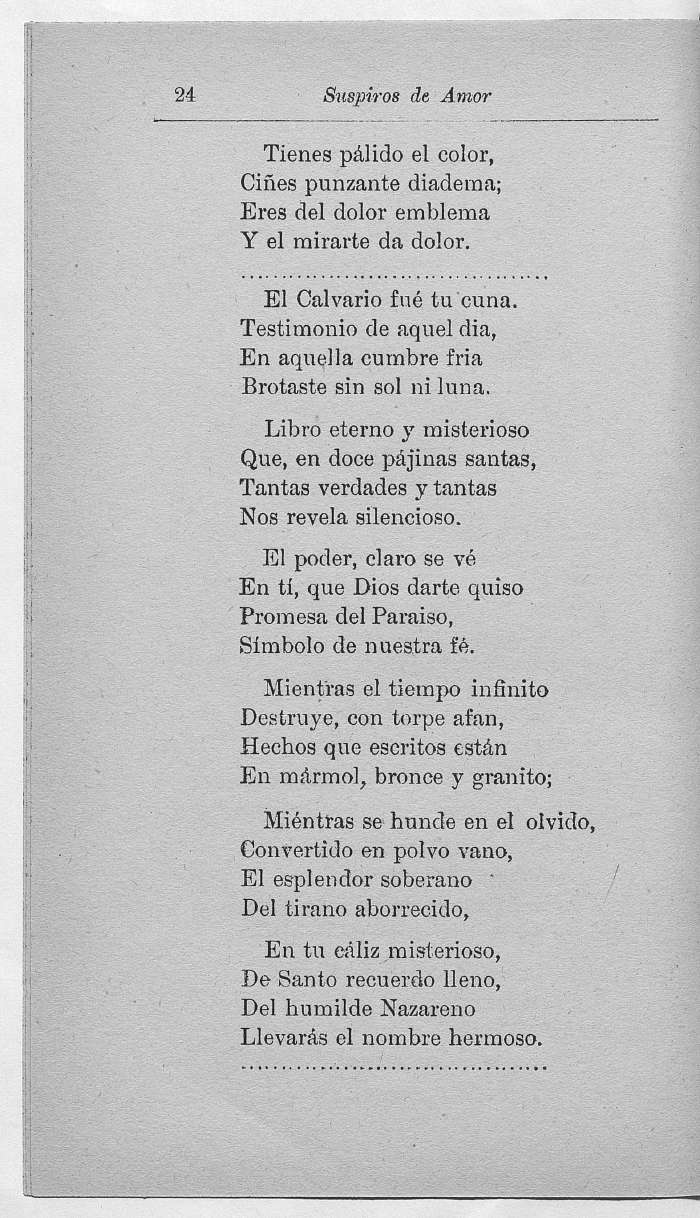 24 Suspiros de Amor
Tienes pálido el color,
Ciñes punzante diadema;
Eres del dolor emblema
Y el mirarte da dolor.
......................................
El Calvario fué tu cuna.
Testimonio de aquel dia,
En aquella cumbre fria
Brotaste sin sol ni luna.
Libro eterno y misterioso
Que, en doce pájinas santas,
Tantas verdades y tantas
Nos revela silencioso.
El poder, claro se vé
En tí, que Dios darte quiso
Promesa del Paraiso,
Símbolo de nuestra fé.
Mientras el tiempo infinito
Destruye, con torpe afan,
Hechos que escritos están
En mármol, bronce y granito;
Miéntras se hunde en el olvido,
Convertido en polvo vano,
El esplendor soberano
Del tirano aborrecido,
En tu cáliz misterioso,
De Santo recuerdo lleno,
Del humilde Nazareno
Llevarás el nombre hermoso.
......................................